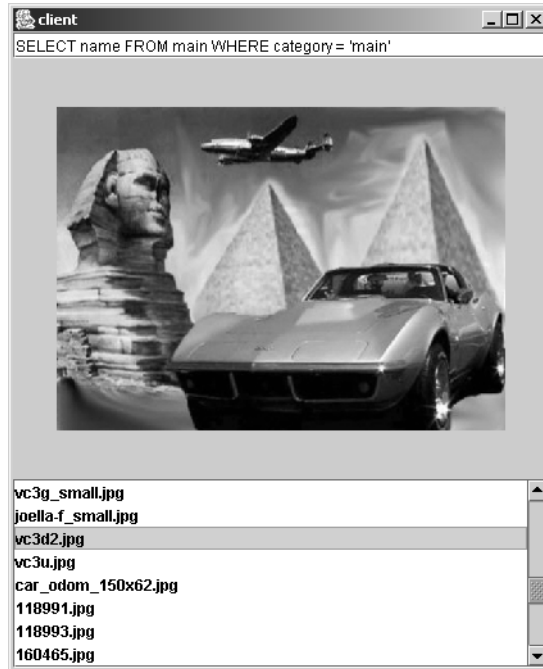 client
SELECT name FROM main WHERE category = 'main'
vc3g_small.jpg
joella-f_small.jpg
vc3d2.jpg
vc3u.jpg
car_odom_150x62.jpg
118991.jpg
118993.jpg
160465.jpg